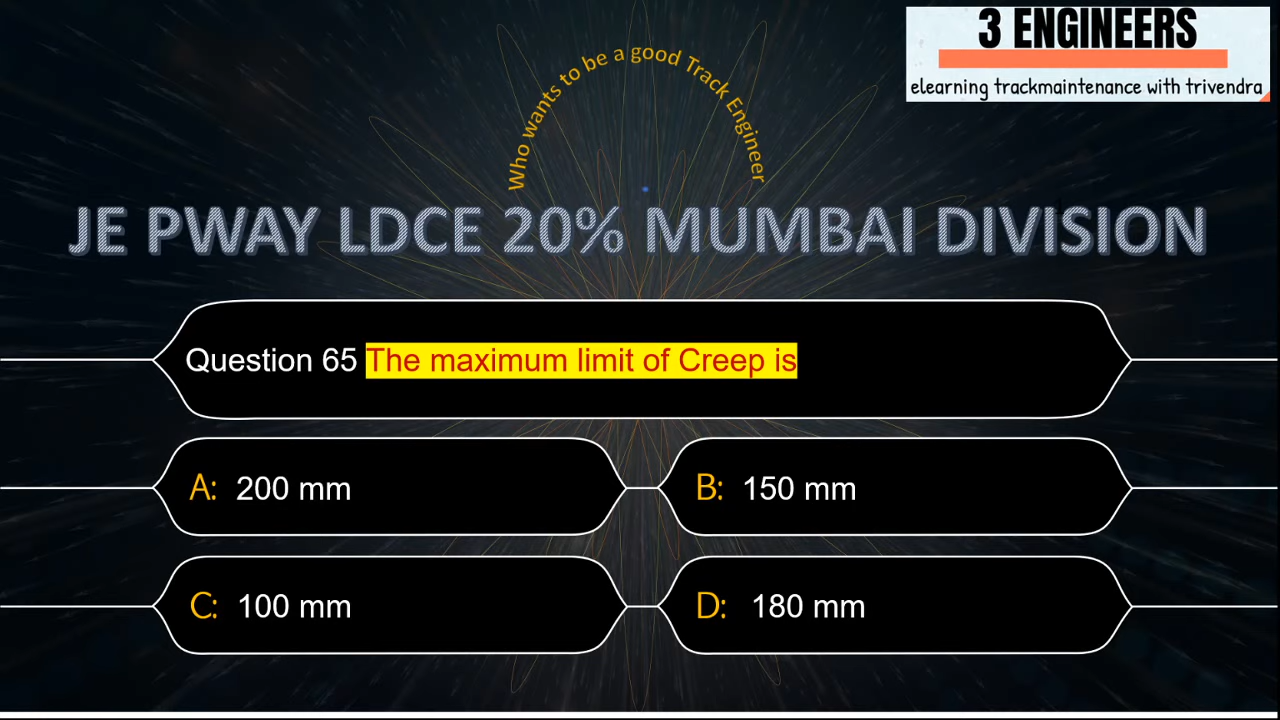 3 ENGINEERS
elearning trackmaintenance with trivendra
Who wants to be a good Track Engineer
JE PWAY LDCE 20% MUMBAI DIVISION
Question 65 The maximum limit of Creep is
A: 200 mm
B: 150 mm
C: 100 mm
D: 180 mm